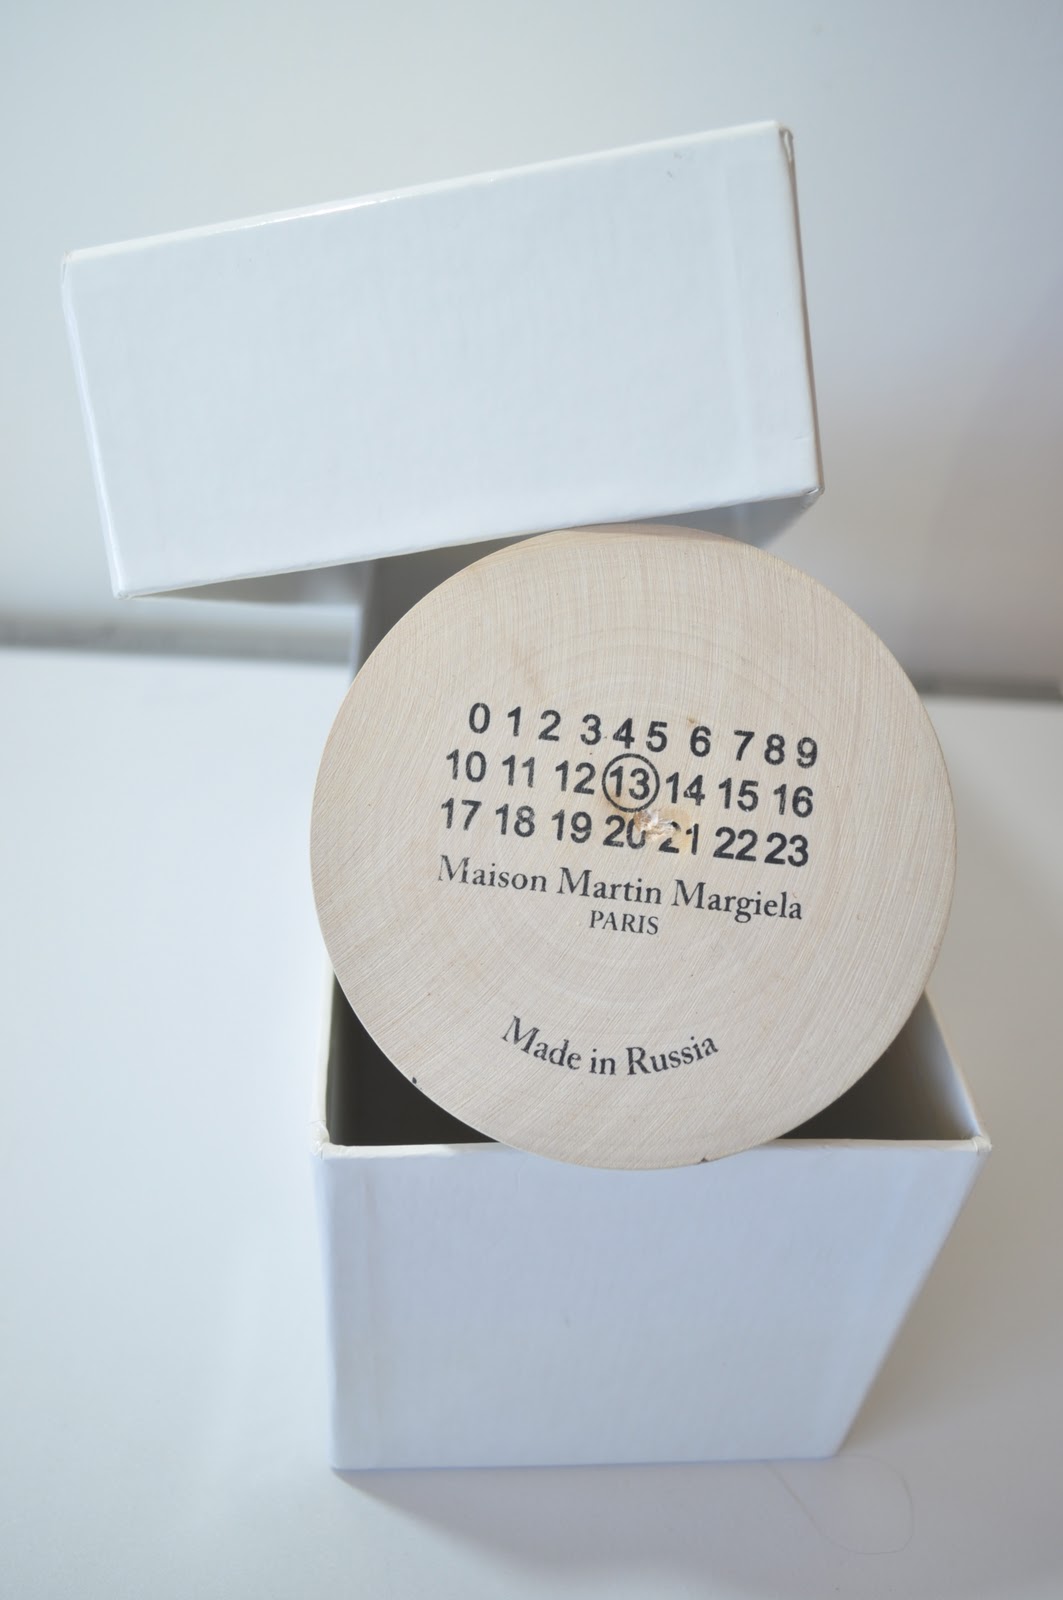 0 1 2 3 4 5 6 7 8 9
10 11 12 13 14 15 16
17 18 19 20 21 22 23
Maison Martin Margiela
PARIS
Made in Russia